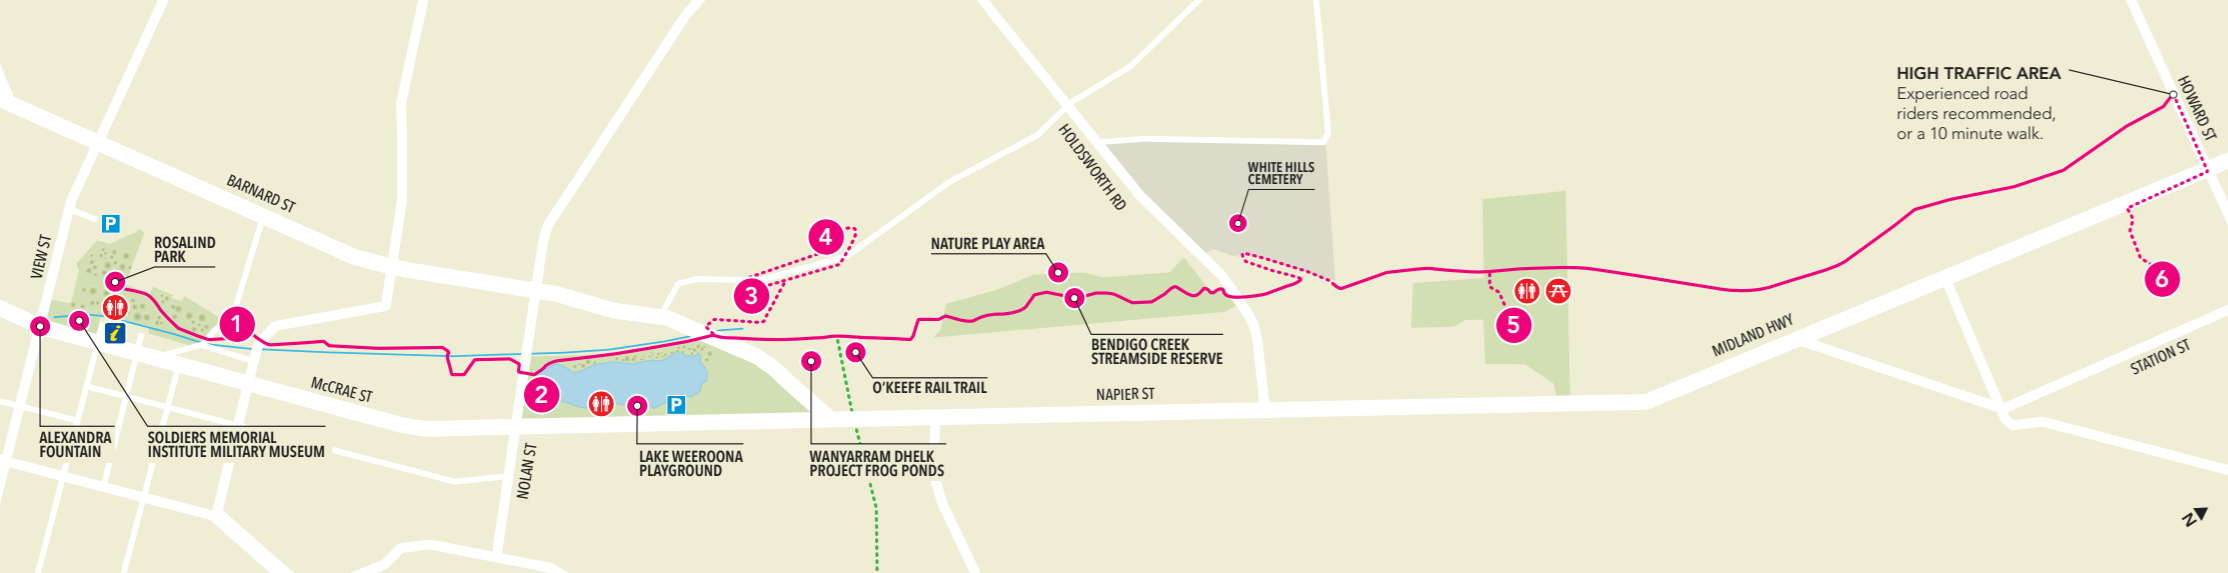 HIGH TRAFFIC AREA
Experienced road
riders recommended,
or a 10 minute walk.
HOWARD ST
HOLDSWORTH RD
WHITE HILLS
CEMETERY
BARNARD ST
P
VIEW ST
ROSALIND
PARK
4
NATURE PLAY AREA
6
3
1
i
5
BENDIGO CREEK
STREAMSIDE RESERVE
MIDLAND HWY
STATION ST
McCRAE ST
2
P
O'KEEFE RAIL TRAIL
NAPIER ST
ALEXANDRA
FOUNTAIN
SOLDIERS MEMORIAL
INSTITUTE MILITARY MUSEUM
NOLAN ST
LAKE WEEROONA
PLAYGROUND
WANYARRAM DHELK
PROJECT FROG PONDS
N